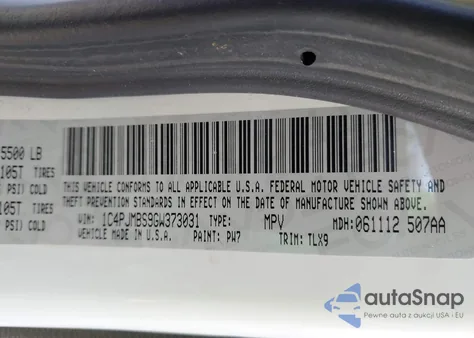 5500 LB
105T TIRES
PSI) COLD
105T TIRES
PSI) COLD
THIS VEHICLE CONFORMS TO ALL APPLICABLE U.S.A. FEDERAL MOTOR VEHICLE SAFETY AND
THEFT PREVENTION STANDARDS IN EFFECT ON THE DATE OF MANUFACTURE SHOWN ABOVE.
VIN: 1C4PJMBS9GW373031 TYPE: MPV MDH: 061112 507AA
VEHICLE MADE IN U.S.A. PAINT: PW7 TRIM: TLX9
autoSnap
Pewne auta z aukcji USA i EU